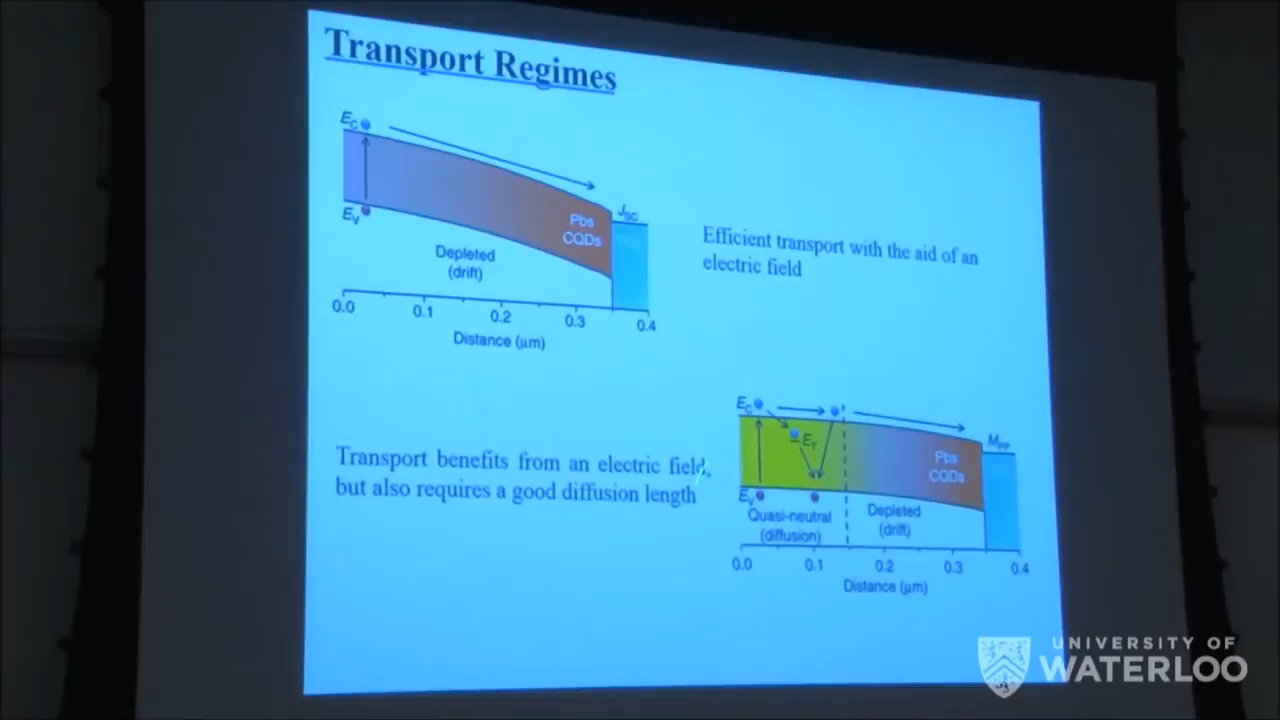 Transport Regimes
E_C
E_V
J_SC
Pbs
CQDs
Depleted
(drift)
0.0 0.1 0.2 0.3 0.4
Distance (μm)
Efficient transport with the aid of an
electric field
Transport benefits from an electric field,
but also requires a good diffusion length
E_C
E_T
E_V
M_PP
Pbs
CQDs
Quasi-neutral
(diffusion)
Depleted
(drift)
0.0 0.1 0.2 0.3 0.4
Distance (μm)
UNIVERSITY OF
WATERLOO